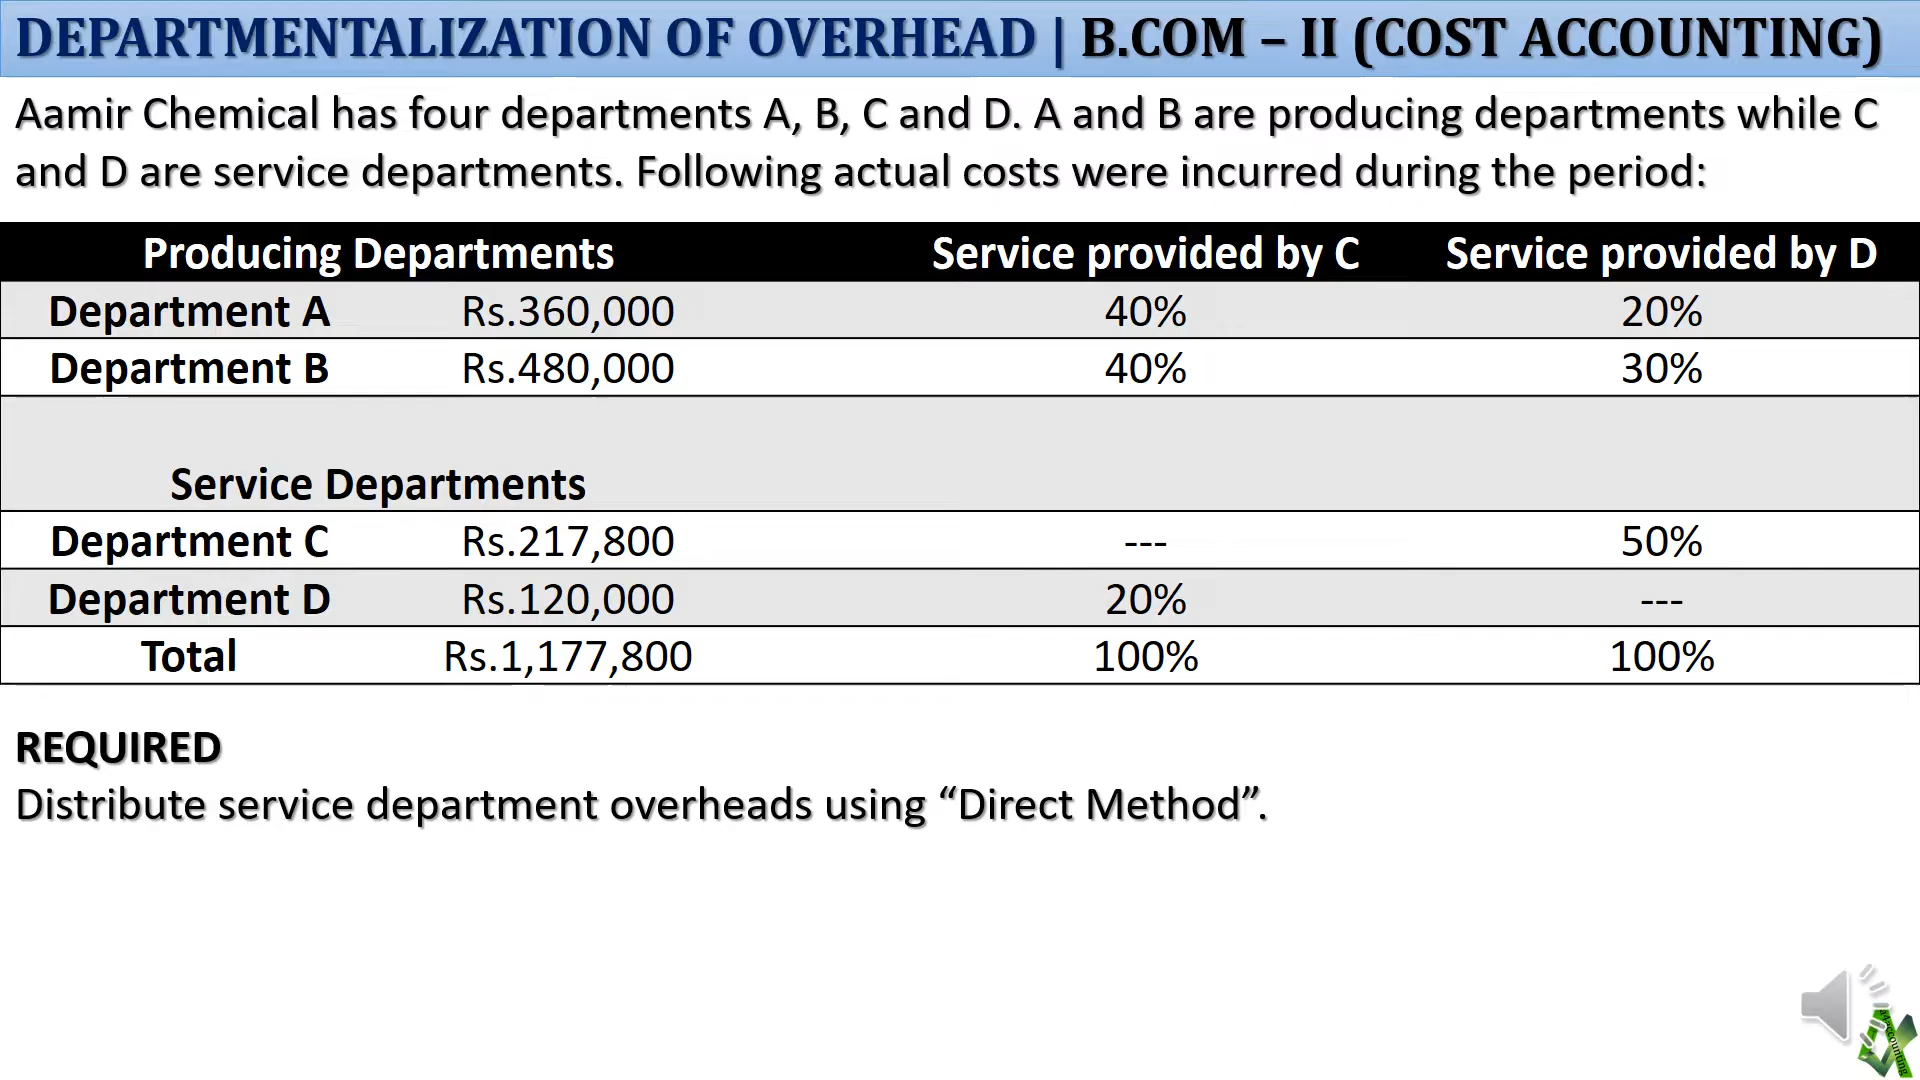 DEPARTMENTALIZATION OF OVERHEAD | B.COM – II (COST ACCOUNTING)
Aamir Chemical has four departments A, B, C and D. A and B are producing departments while C
and D are service departments. Following actual costs were incurred during the period:
Producing Departments Service provided by C Service provided by D
Department A Rs.360,000 40% 20%
Department B Rs.480,000 40% 30%
Service Departments
Department C Rs.217,800 --- 50%
Department D Rs.120,000 20% ---
Total Rs.1,177,800 100% 100%
REQUIRED
Distribute service department overheads using “Direct Method”.
a4accounting